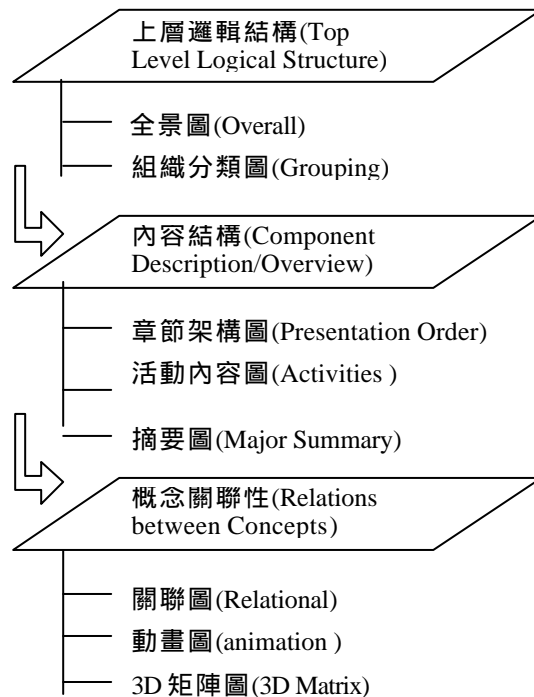 上層邏輯結構(Top
Level Logical Structure)
全景圖(Overall)
組織分類圖(Grouping)
內容結構(Component
Description/Overview)
章節架構圖(Presentation Order)
活動內容圖(Activities )
摘要圖(Major Summary)
概念關聯性(Relations
between Concepts)
關聯圖(Relational)
動畫圖(animation )
3D 矩陣圖(3D Matrix)